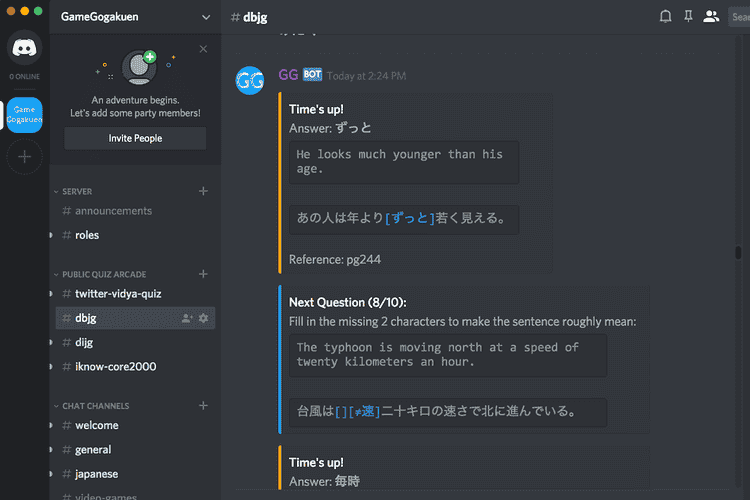 GameGogakuen
# dbjg
Sear
0 ONLINE
Game
Gogakuen
An adventure begins.
Let's add some party members!
Invite People
SERVER
# announcements
# roles
PUBLIC QUIZ ARCADE
# twitter-vidya-quiz
# dbjg
# dijg
# iknow-core2000
CHAT CHANNELS
# welcome
# general
# japanese
# video-games
GG
GG BOT Today at 2:24 PM
Time's up!
Answer: ずっと
He looks much younger than his
age.
あの人は年より[ずっと]若く見える。
Reference: pg244
Next Question (8/10):
Fill in the missing 2 characters to make the sentence roughly mean:
The typhoon is moving north at a speed of
twenty kilometers an hour.
台風は[][≠速]二十キロの速さで北に進んでいる。
Time's up!
Answer: 毎時